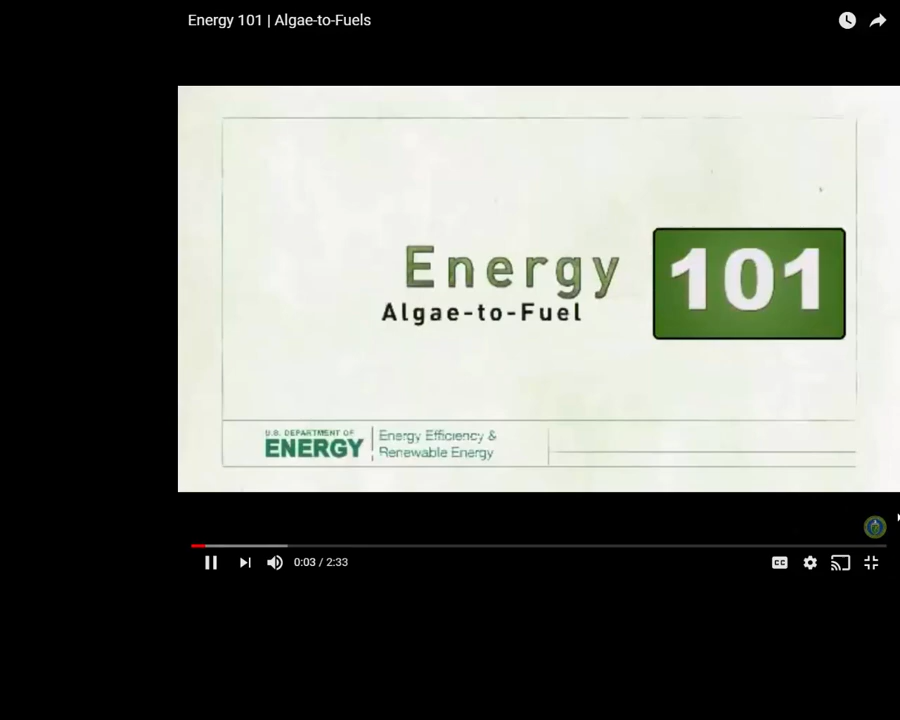 Energy 101 | Algae-to-Fuels
Energy 101
Algae-to-Fuel
U.S. DEPARTMENT OF
ENERGY
Energy Efficiency &
Renewable Energy
0:03 / 2:33
CC